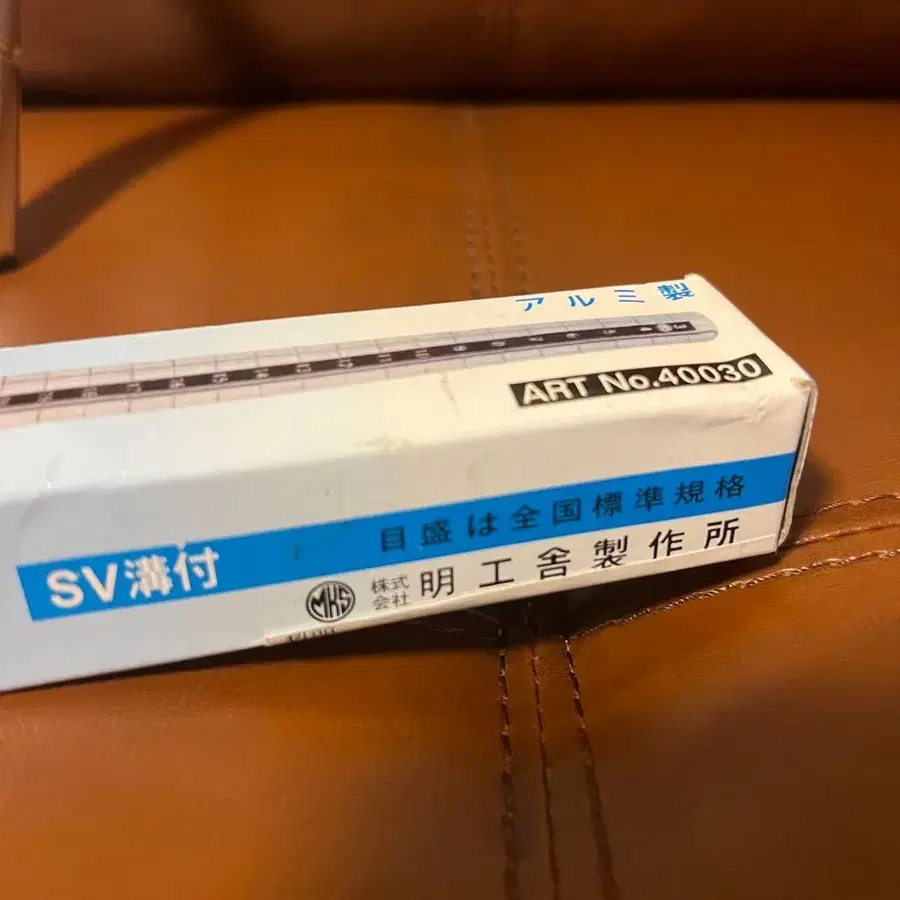 アルミ製
ART No.40030
SV溝付
目盛は全国標準規格
MKS
株式会社 明工舎製作所